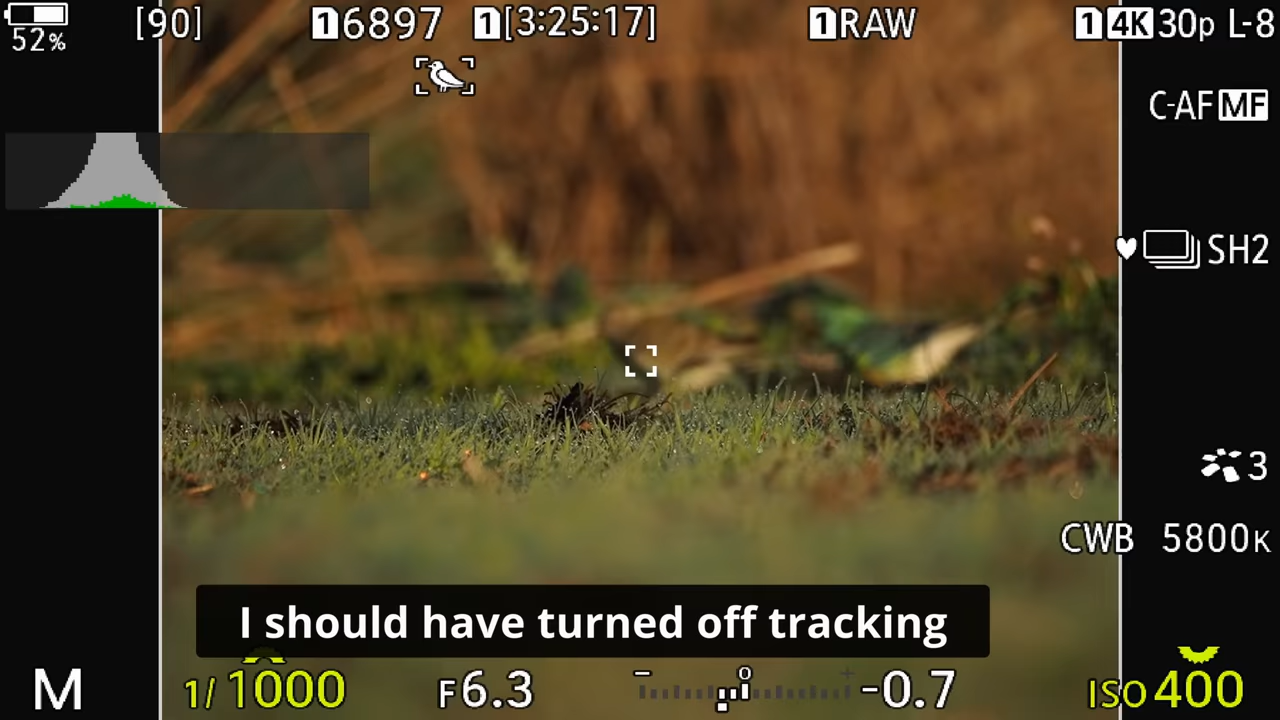 52%
[90]
1 6897
1 [3:25:17]
1 RAW
1 4K 30p L-8
C-AF MF
SH2
3
CWB 5800K
I should have turned off tracking
M
1/1000
F6.3
- 0 +
-0.7
ISO 400